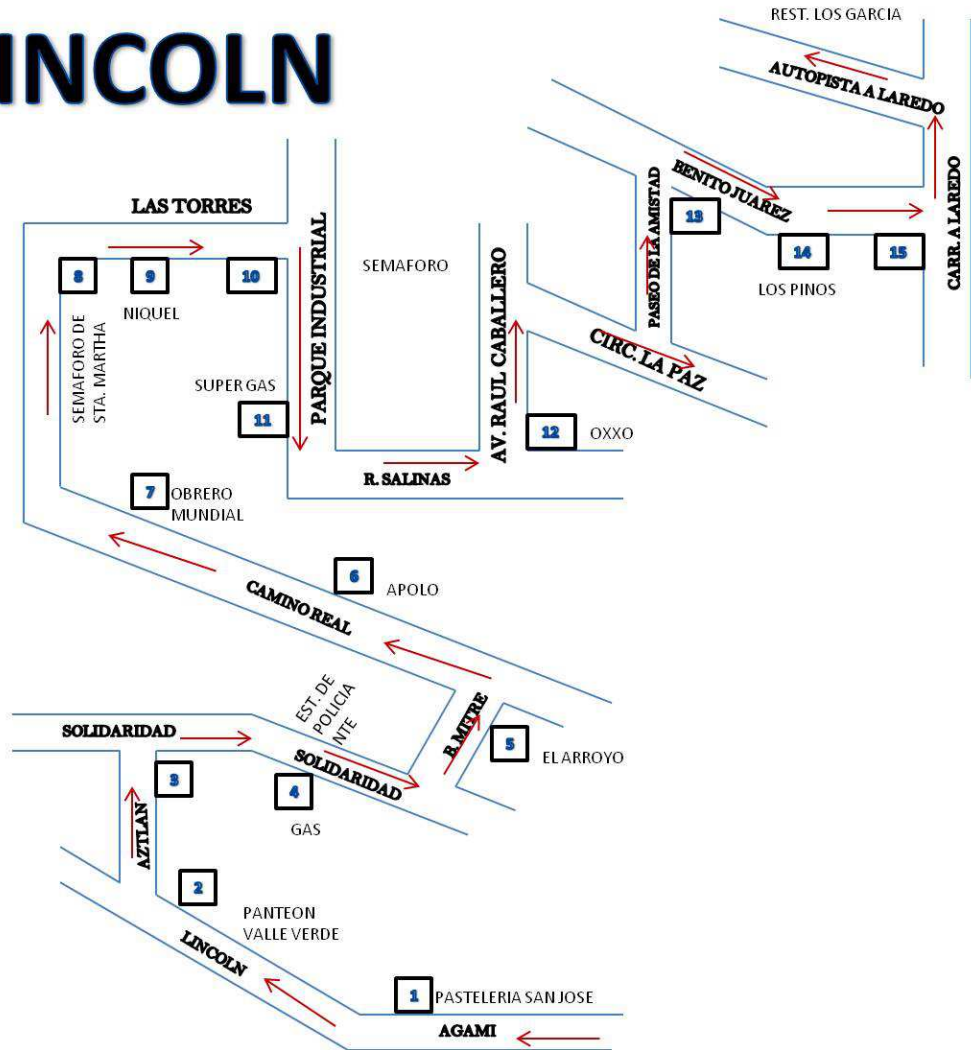 INCOLN
REST. LOS GARCIA
AUTOPISTA A LAREDO
CARR. A LAREDO
BENITO JUAREZ
PASEO DE LA AMISTAD
13
14
15
LOS PINOS
CIRC. LA PAZ
LAS TORRES
8
9
10
NIQUEL
SEMAFORO DE
STA. MARTHA
PARQUE INDUSTRIAL
SEMAFORO
AV. RAUL CABALLERO
SUPER GAS
11
12
OXXO
R. SALINAS
7
OBRERO
MUNDIAL
6
APOLO
CAMINO REAL
EST. DE
POLICIA
NTE
B. MITRE
5
EL ARROYO
SOLIDARIDAD
SOLIDARIDAD
3
4
GAS
AZTLAN
2
PANTEON
VALLE VERDE
LINCOLN
1
PASTELERIA SAN JOSE
AGAMI